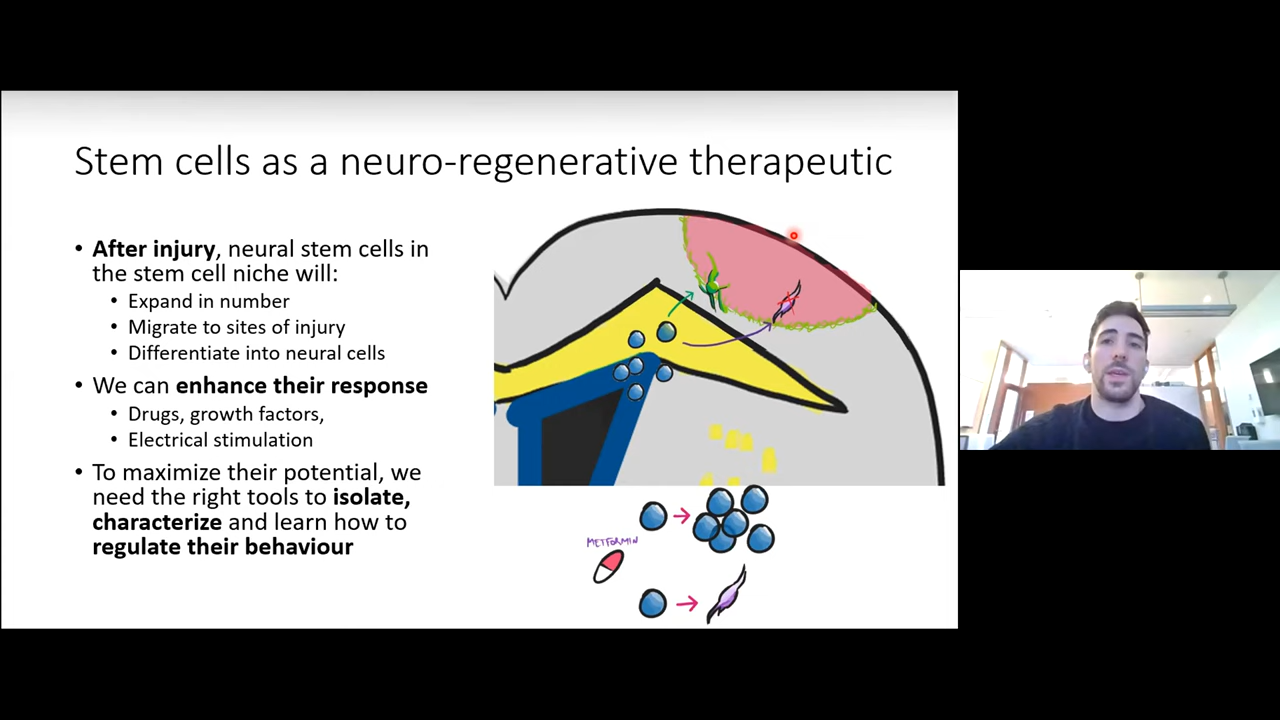 Stem cells as a neuro-regenerative therapeutic
• After injury, neural stem cells in
the stem cell niche will:
• Expand in number
• Migrate to sites of injury
• Differentiate into neural cells
• We can enhance their response
• Drugs, growth factors,
• Electrical stimulation
• To maximize their potential, we
need the right tools to isolate,
characterize and learn how to
regulate their behaviour
METFORMIN